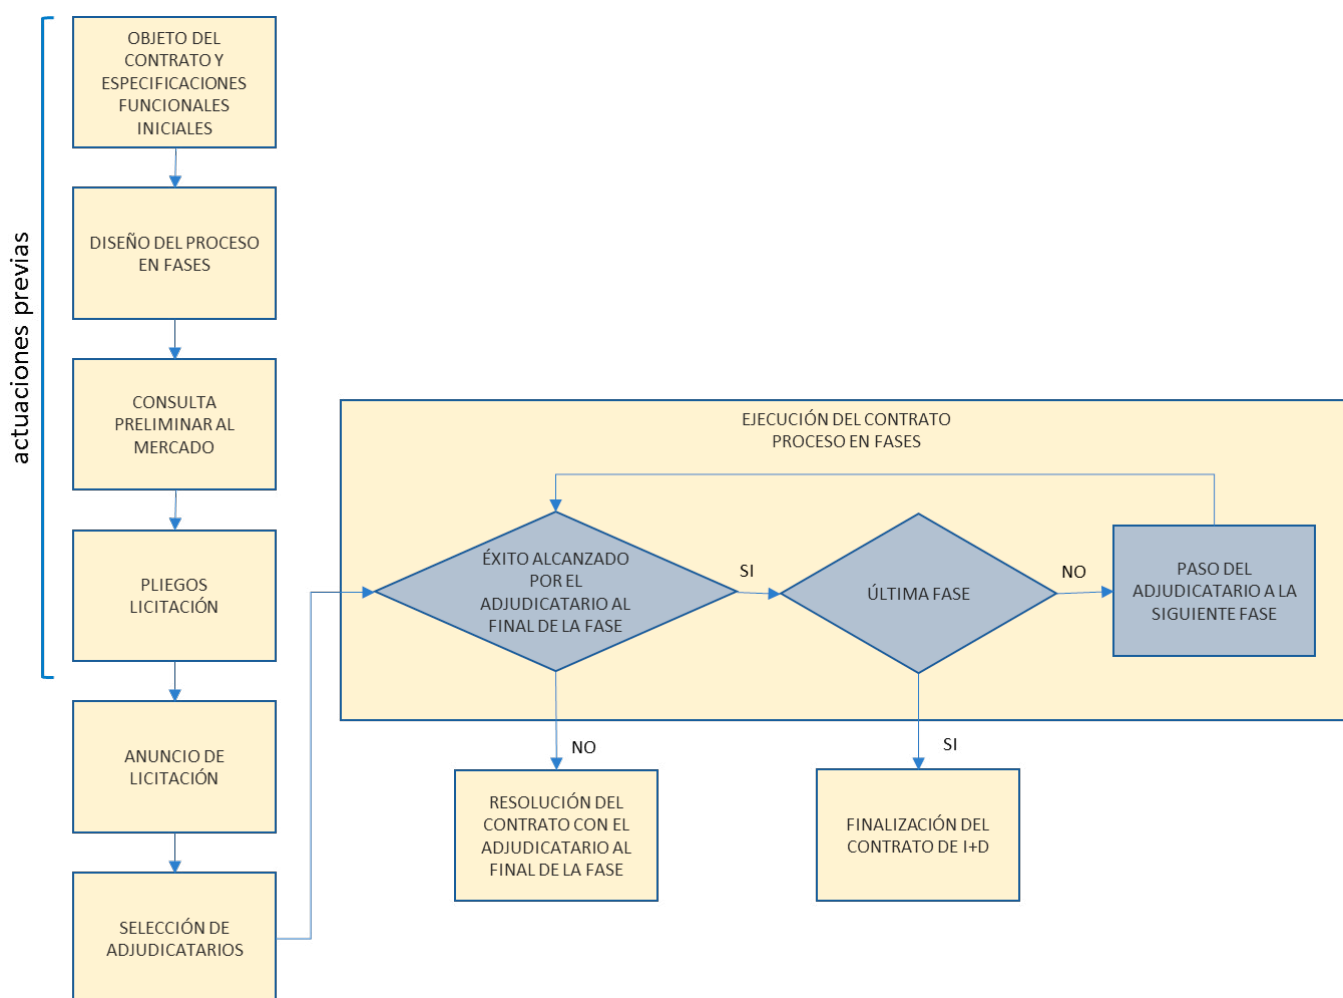 actuaciones previas
OBJETO DEL
CONTRATO Y
ESPECIFICACIONES
FUNCIONALES
INICIALES
DISEÑO DEL PROCESO
EN FASES
CONSULTA
PRELIMINAR AL
MERCADO
PLIEGOS
LICITACIÓN
ANUNCIO DE
LICITACIÓN
SELECCIÓN DE
ADJUDICATARIOS
EJECUCIÓN DEL CONTRATO
PROCESO EN FASES
ÉXITO ALCANZADO
POR EL
ADJUDICATARIO AL
FINAL DE LA FASE
SI
ÚLTIMA FASE
NO
PASO DEL
ADJUDICATARIO A LA
SIGUIENTE FASE
NO
RESOLUCIÓN DEL
CONTRATO CON EL
ADJUDICATARIO AL
FINAL DE LA FASE
SI
FINALIZACIÓN DEL
CONTRATO DE I+D